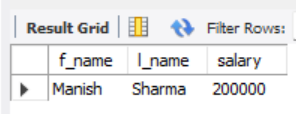 Result Grid Filter Rows:
f_name l_name salary
Manish Sharma 200000